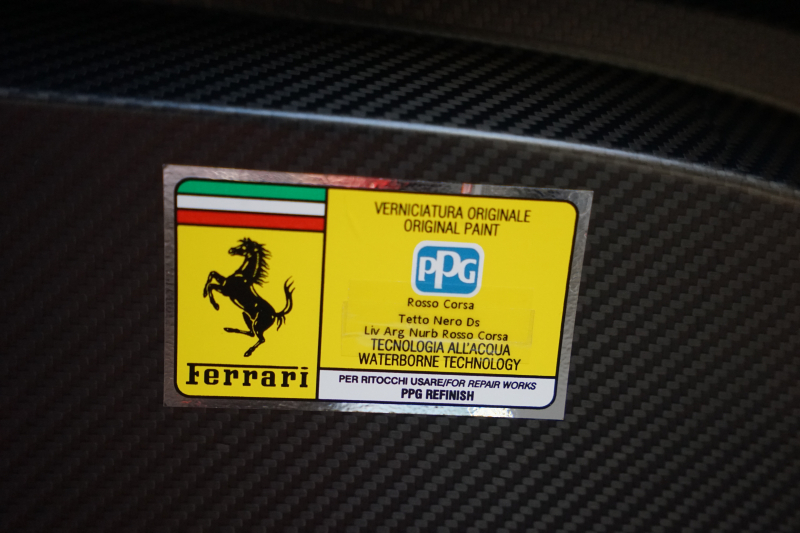 VERNICIATURA ORIGINALE
ORIGINAL PAINT
PPG
Rosso Corsa
Tetto Nero Ds
Liv Arg Nurb Rosso Corsa
TECNOLOGIA ALL'ACQUA
WATERBORNE TECHNOLOGY
Ferrari
PER RITOCCHI USARE/FOR REPAIR WORKS
PPG REFINISH